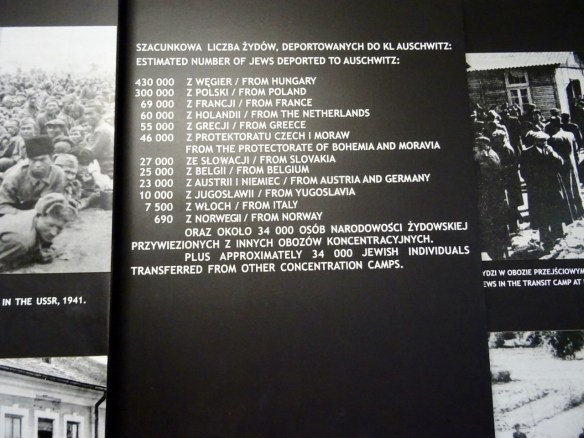 SZACUNKOWA LICZBA ŻYDÓW, DEPORTOWANYCH DO KL AUSCHWITZ:
ESTIMATED NUMBER OF JEWS DEPORTED TO AUSCHWITZ:
430 000 Z WĘGIER / FROM HUNGARY
300 000 Z POLSKI / FROM POLAND
69 000 Z FRANCJI / FROM FRANCE
60 000 Z HOLANDII / FROM THE NETHERLANDS
55 000 Z GRECJI / FROM GREECE
46 000 Z PROTEKTORATU CZECH I MORAW
FROM THE PROTECTORATE OF BOHEMIA AND MORAVIA
27 000 ZE SŁOWACJI / FROM SLOVAKIA
25 000 Z BELGII / FROM BELGIUM
23 000 Z AUSTRII I NIEMIEC / FROM AUSTRIA AND GERMANY
10 000 Z JUGOSŁAWII / FROM YUGOSLAVIA
7 500 Z WŁOCH / FROM ITALY
690 Z NORWEGII / FROM NORWAY
ORAZ OKOŁO 34 000 OSÓB NARODOWOŚCI ŻYDOWSKIEJ
PRZYWIEZIONYCH Z INNYCH OBOZÓW KONCENTRACYJNYCH.
PLUS APPROXIMATELY 34 000 JEWISH INDIVIDUALS
TRANSFERRED FROM OTHER CONCENTRATION CAMPS.
IN THE USSR, 1941.
W OBOZIE PRZEJŚCIOWYM
IN THE TRANSIT CAMP AT